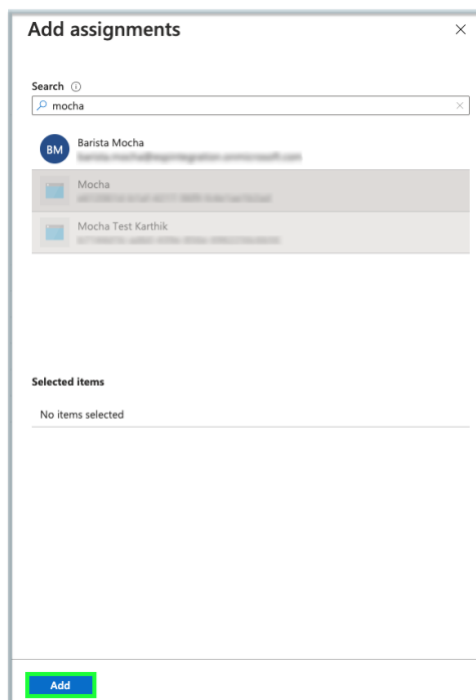 Add assignments
Search
mocha
BM
Barista Mocha
Mocha
Mocha Test Karthik
Selected items
No items selected
Add